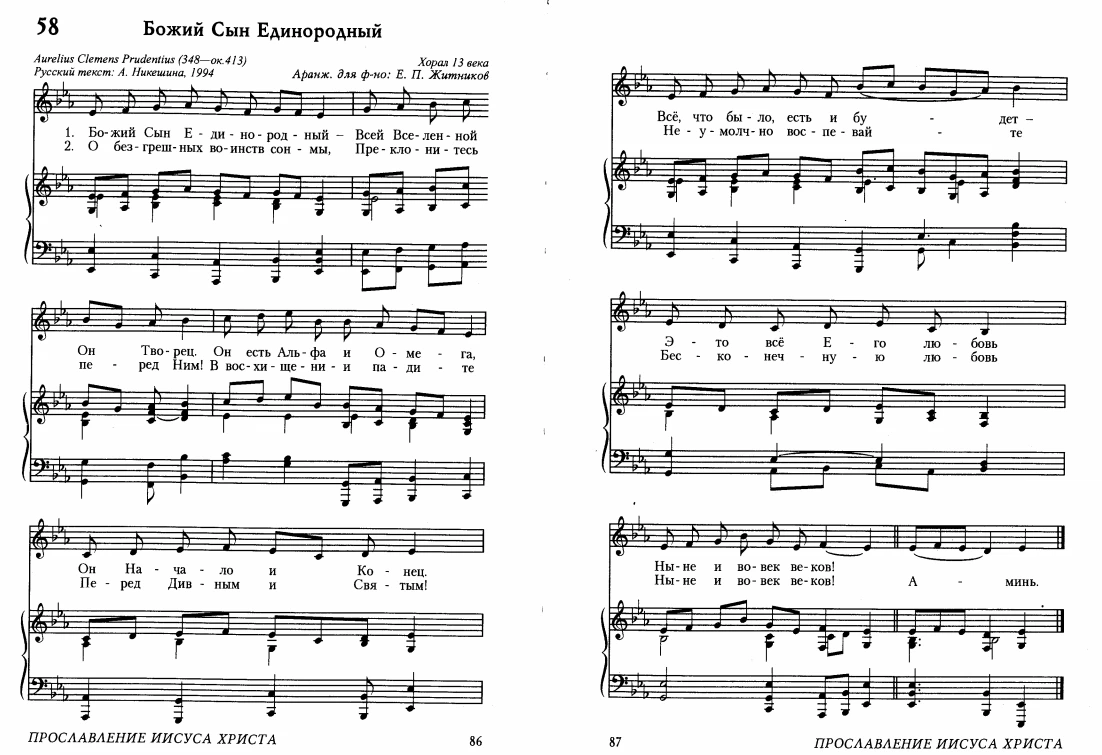 58
Божий Сын Единородный
Aurelius Clemens Prudentius (348—ок.413)
Хорал 13 века
Русский текст: А. Никешина, 1994
Аранж. для ф-но: Е. П. Житников
1. Бо-жий Сын Е - ди - но - род - ный — Всей Все - лен - ной
2. О без - греш - ных во-инств сон - мы, Пре - кло - ни - тесь
Он Тво - рец. Он есть Аль - фа и О - ме - га,
пе - ред Ним! В вос - хи - ще - ни - и па - ди - те
Он На - ча - ло и Ко - нец.
Пе - ред Див - ным и Свя - тым!
ПРОСЛАВЛЕНИЕ ИИСУСА ХРИСТА
86
Всё, что бы - ло, есть и бу - дет —
Не - у - молч - но вос - пе - вай - те
Э - то всё Е - го лю - бовь
Бес - ко - неч - ну - ю лю - бовь
Ны - не и во - век ве - ков!
Ны - не и во - век ве - ков! А - минь.
87
ПРОСЛАВЛЕНИЕ ИИСУСА ХРИСТА